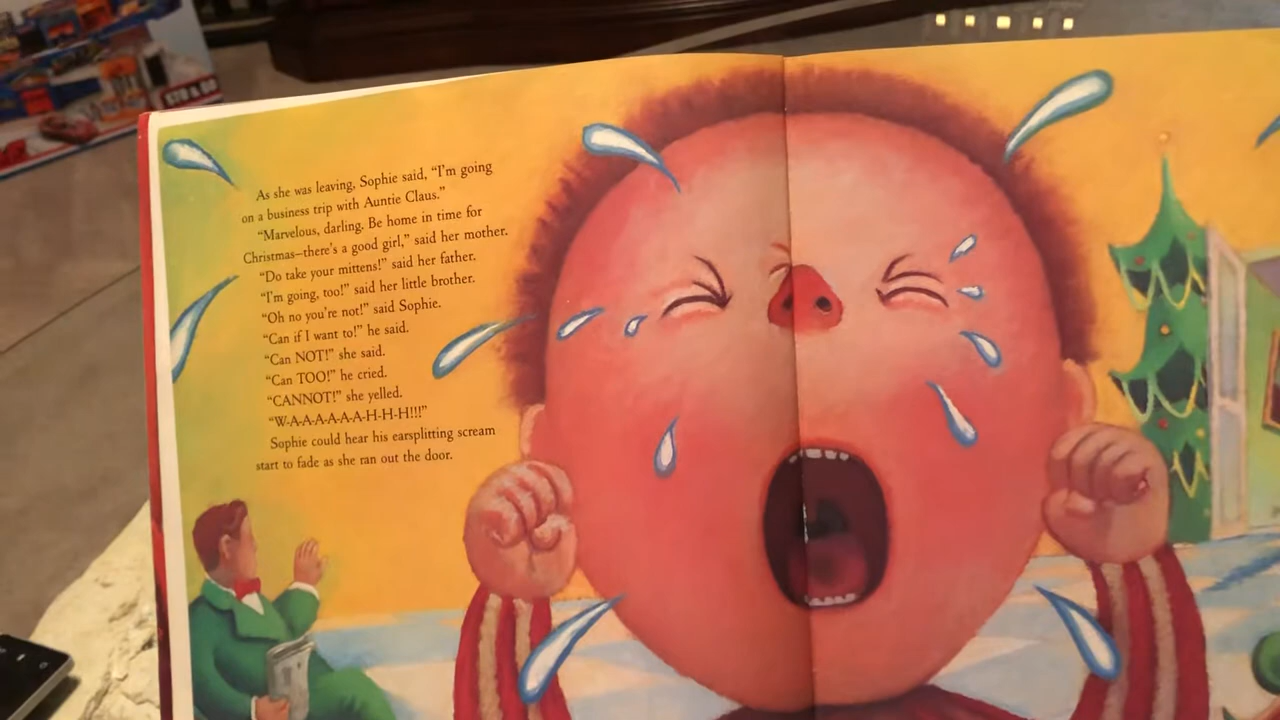 As she was leaving, Sophie said, “I’m going
on a business trip with Auntie Claus.”
“Marvelous, darling. Be home in time for
Christmas—there’s a good girl,” said her mother.
“Do take your mittens!” said her father.
“I’m going, too!” said her little brother.
“Oh no you’re not!” said Sophie.
“Can if I want to!” he said.
“Can NOT!” she said.
“Can TOO!” he cried.
“CANNOT!” she yelled.
“W-A-A-A-A-A-A-H-H-H!!!”
Sophie could hear his earsplitting scream
start to fade as she ran out the door.